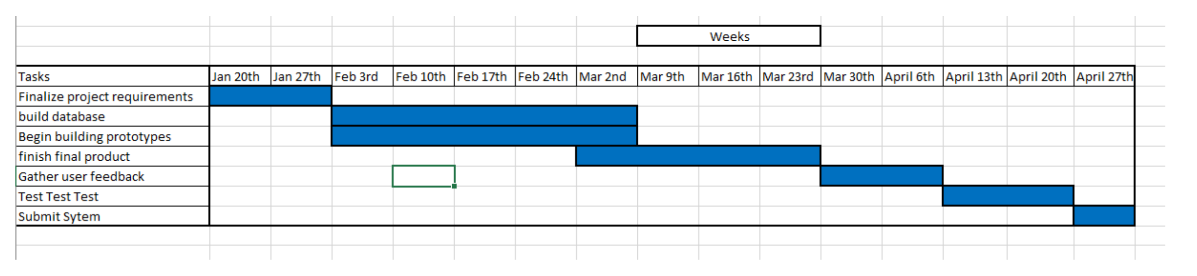 Weeks
Tasks Jan 20th Jan 27th Feb 3rd Feb 10th Feb 17th Feb 24th Mar 2nd Mar 9th Mar 16th Mar 23rd Mar 30th April 6th April 13th April 20th April 27th
Finalize project requirements
build database
Begin building prototypes
finish final product
Gather user feedback
Test Test Test
Submit Sytem